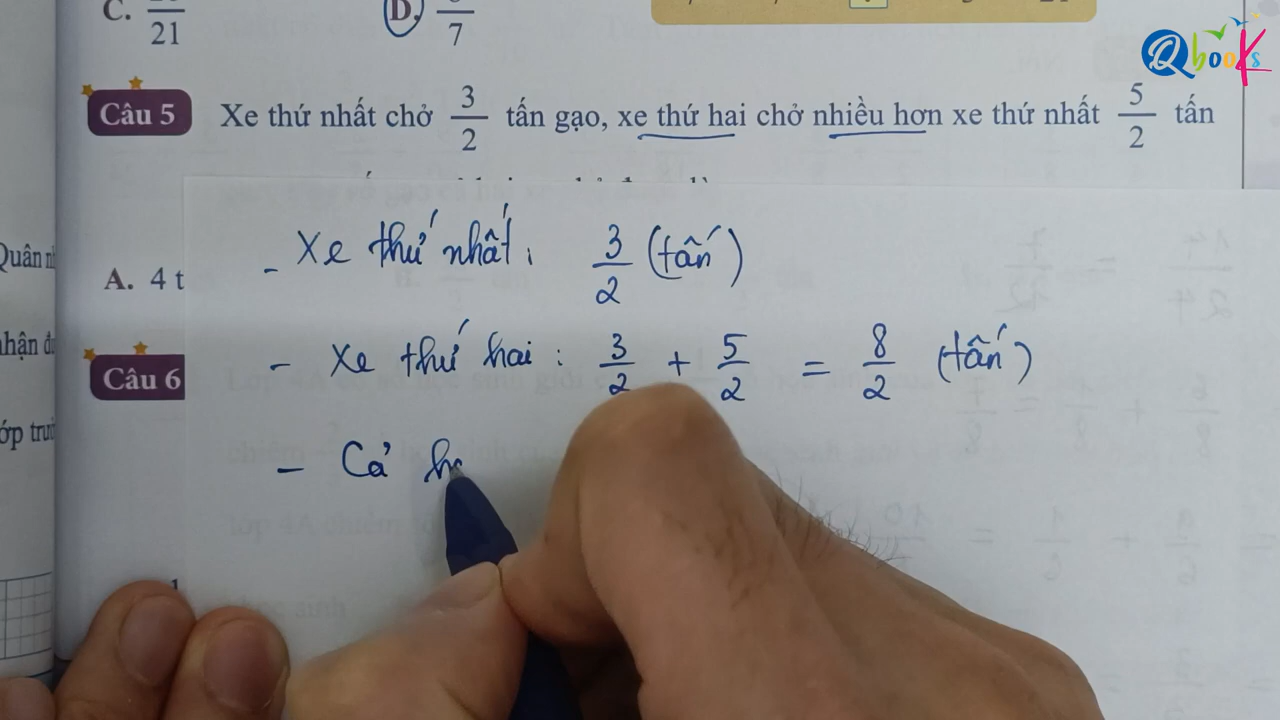 C. 21
D. 7
Qbooks
Câu 5 Xe thứ nhất chở 3/2 tấn gạo, xe thứ hai chở nhiều hơn xe thứ nhất 5/2 tấn
- Xe thứ nhất: 3/2 (tấn)
Quân n
A. 4 t
nhận đ
- Xe thứ hai : 3/2 + 5/2 = 8/2 (tấn)
Câu 6
ớp trư
- Cả h